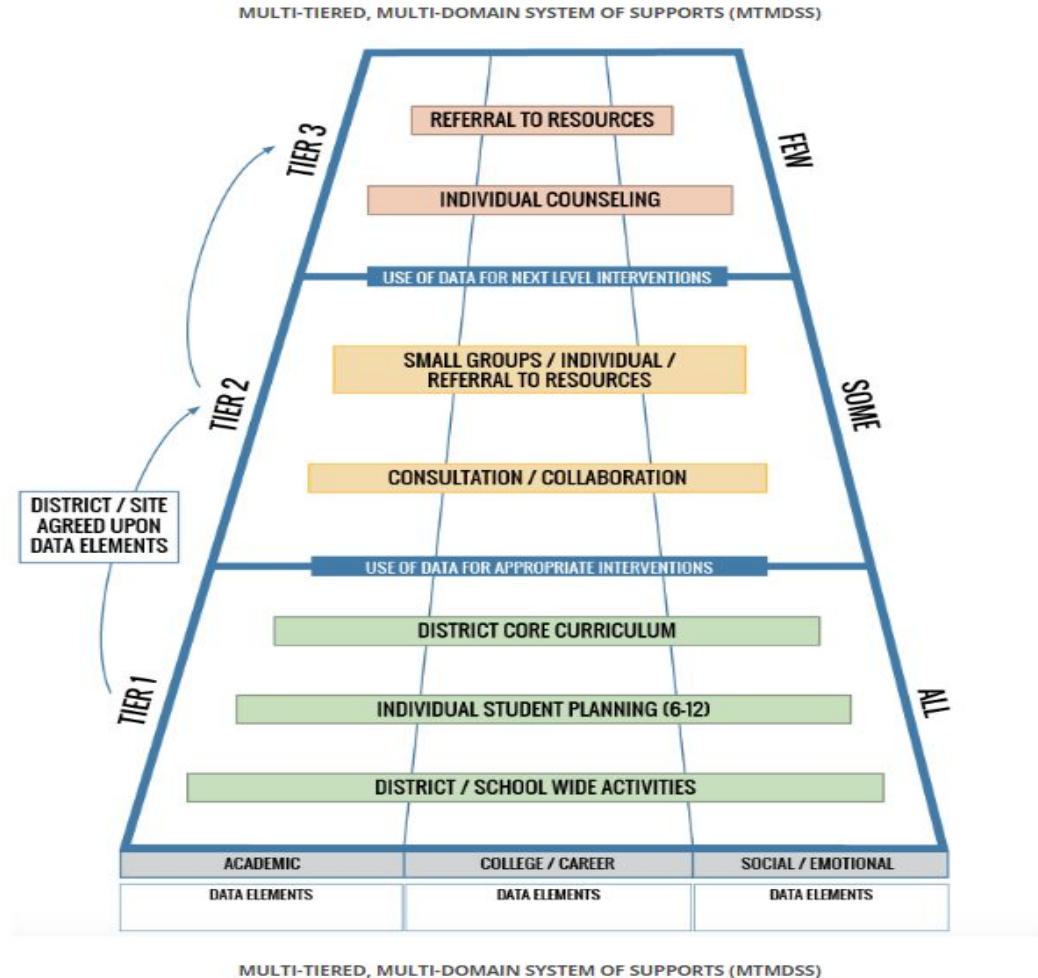 MULTI-TIERED, MULTI-DOMAIN SYSTEM OF SUPPORTS (MTMDSS)
TIER 3
FEW
REFERRAL TO RESOURCES
INDIVIDUAL COUNSELING
USE OF DATA FOR NEXT LEVEL INTERVENTIONS
TIER 2
SOME
SMALL GROUPS / INDIVIDUAL /
REFERRAL TO RESOURCES
CONSULTATION / COLLABORATION
DISTRICT / SITE
AGREED UPON
DATA ELEMENTS
USE OF DATA FOR APPROPRIATE INTERVENTIONS
TIER 1
ALL
DISTRICT CORE CURRICULUM
INDIVIDUAL STUDENT PLANNING (6-12)
DISTRICT / SCHOOL WIDE ACTIVITIES
ACADEMIC
COLLEGE / CAREER
SOCIAL / EMOTIONAL
DATA ELEMENTS
DATA ELEMENTS
DATA ELEMENTS
MULTI-TIERED, MULTI-DOMAIN SYSTEM OF SUPPORTS (MTMDSS)